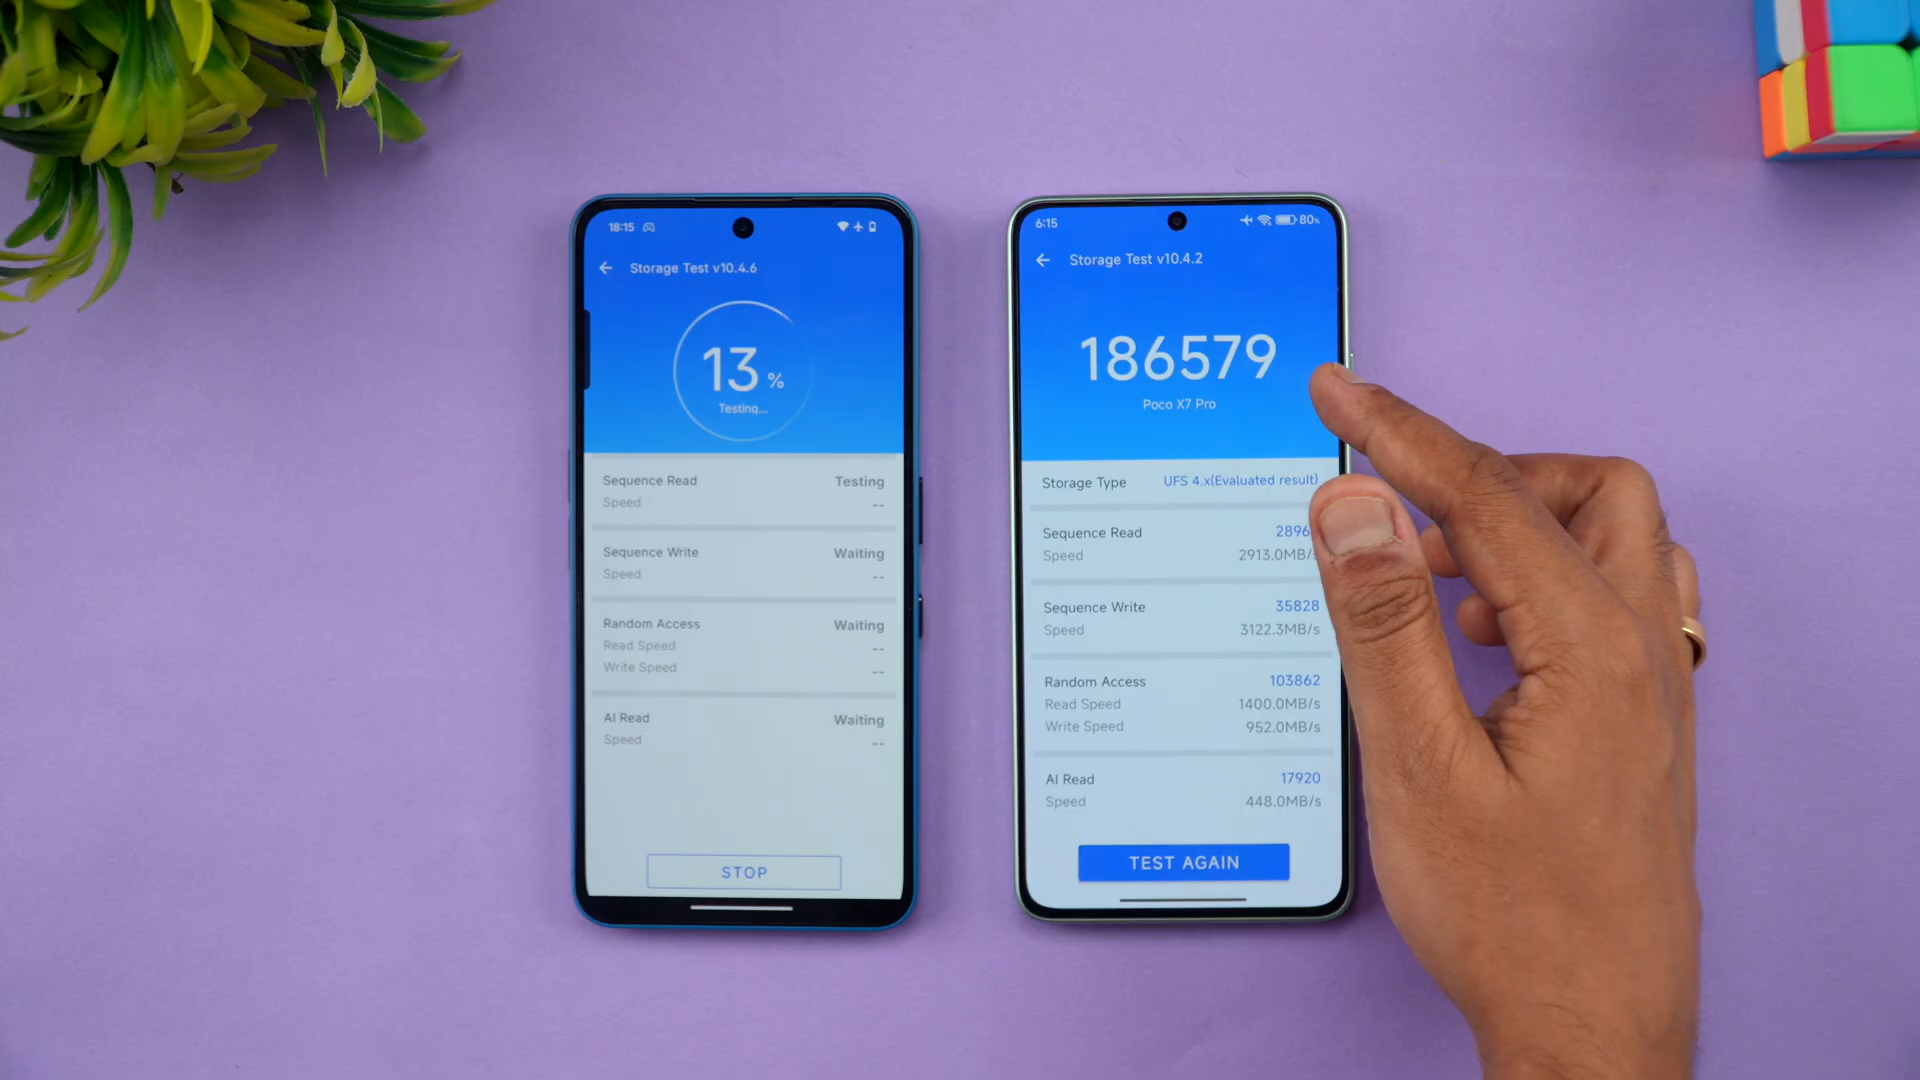 18:15
Storage Test v10.4.6
13 %
Testing...
Sequence Read Testing
Speed --
Sequence Write Waiting
Speed --
Random Access Waiting
Read Speed --
Write Speed --
AI Read Waiting
Speed --
STOP
6:15 80%
Storage Test v10.4.2
186579
Poco X7 Pro
Storage Type UFS 4.x(Evaluated result)
Sequence Read 2896
Speed 2913.0MB/s
Sequence Write 35828
Speed 3122.3MB/s
Random Access 103862
Read Speed 1400.0MB/s
Write Speed 952.0MB/s
AI Read 17920
Speed 448.0MB/s
TEST AGAIN